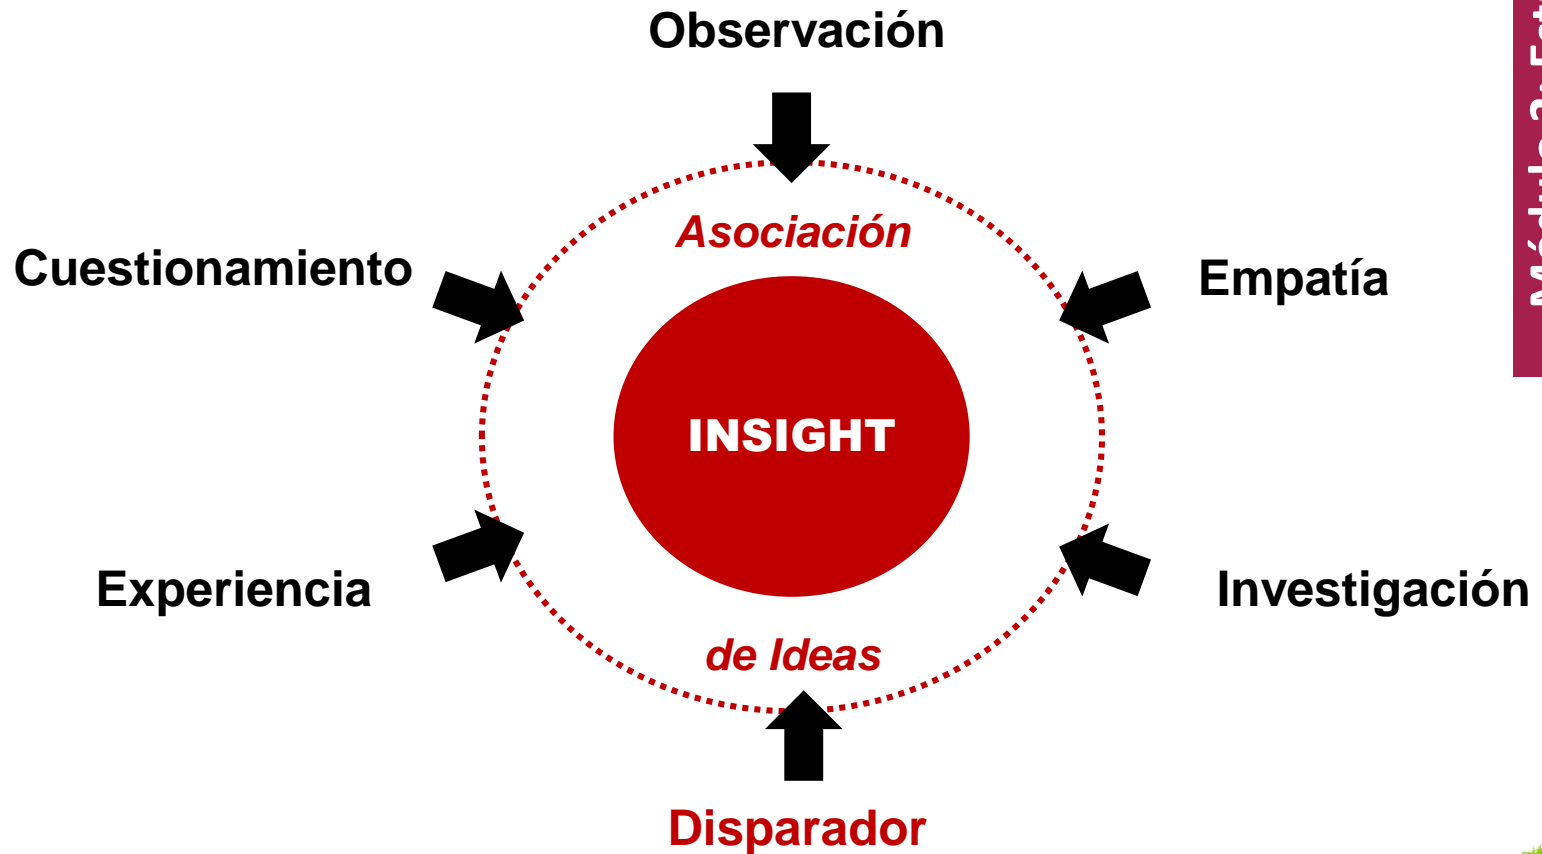 Observación
Asociación
Cuestionamiento
Empatía
INSIGHT
Experiencia
Investigación
de Ideas
Disparador